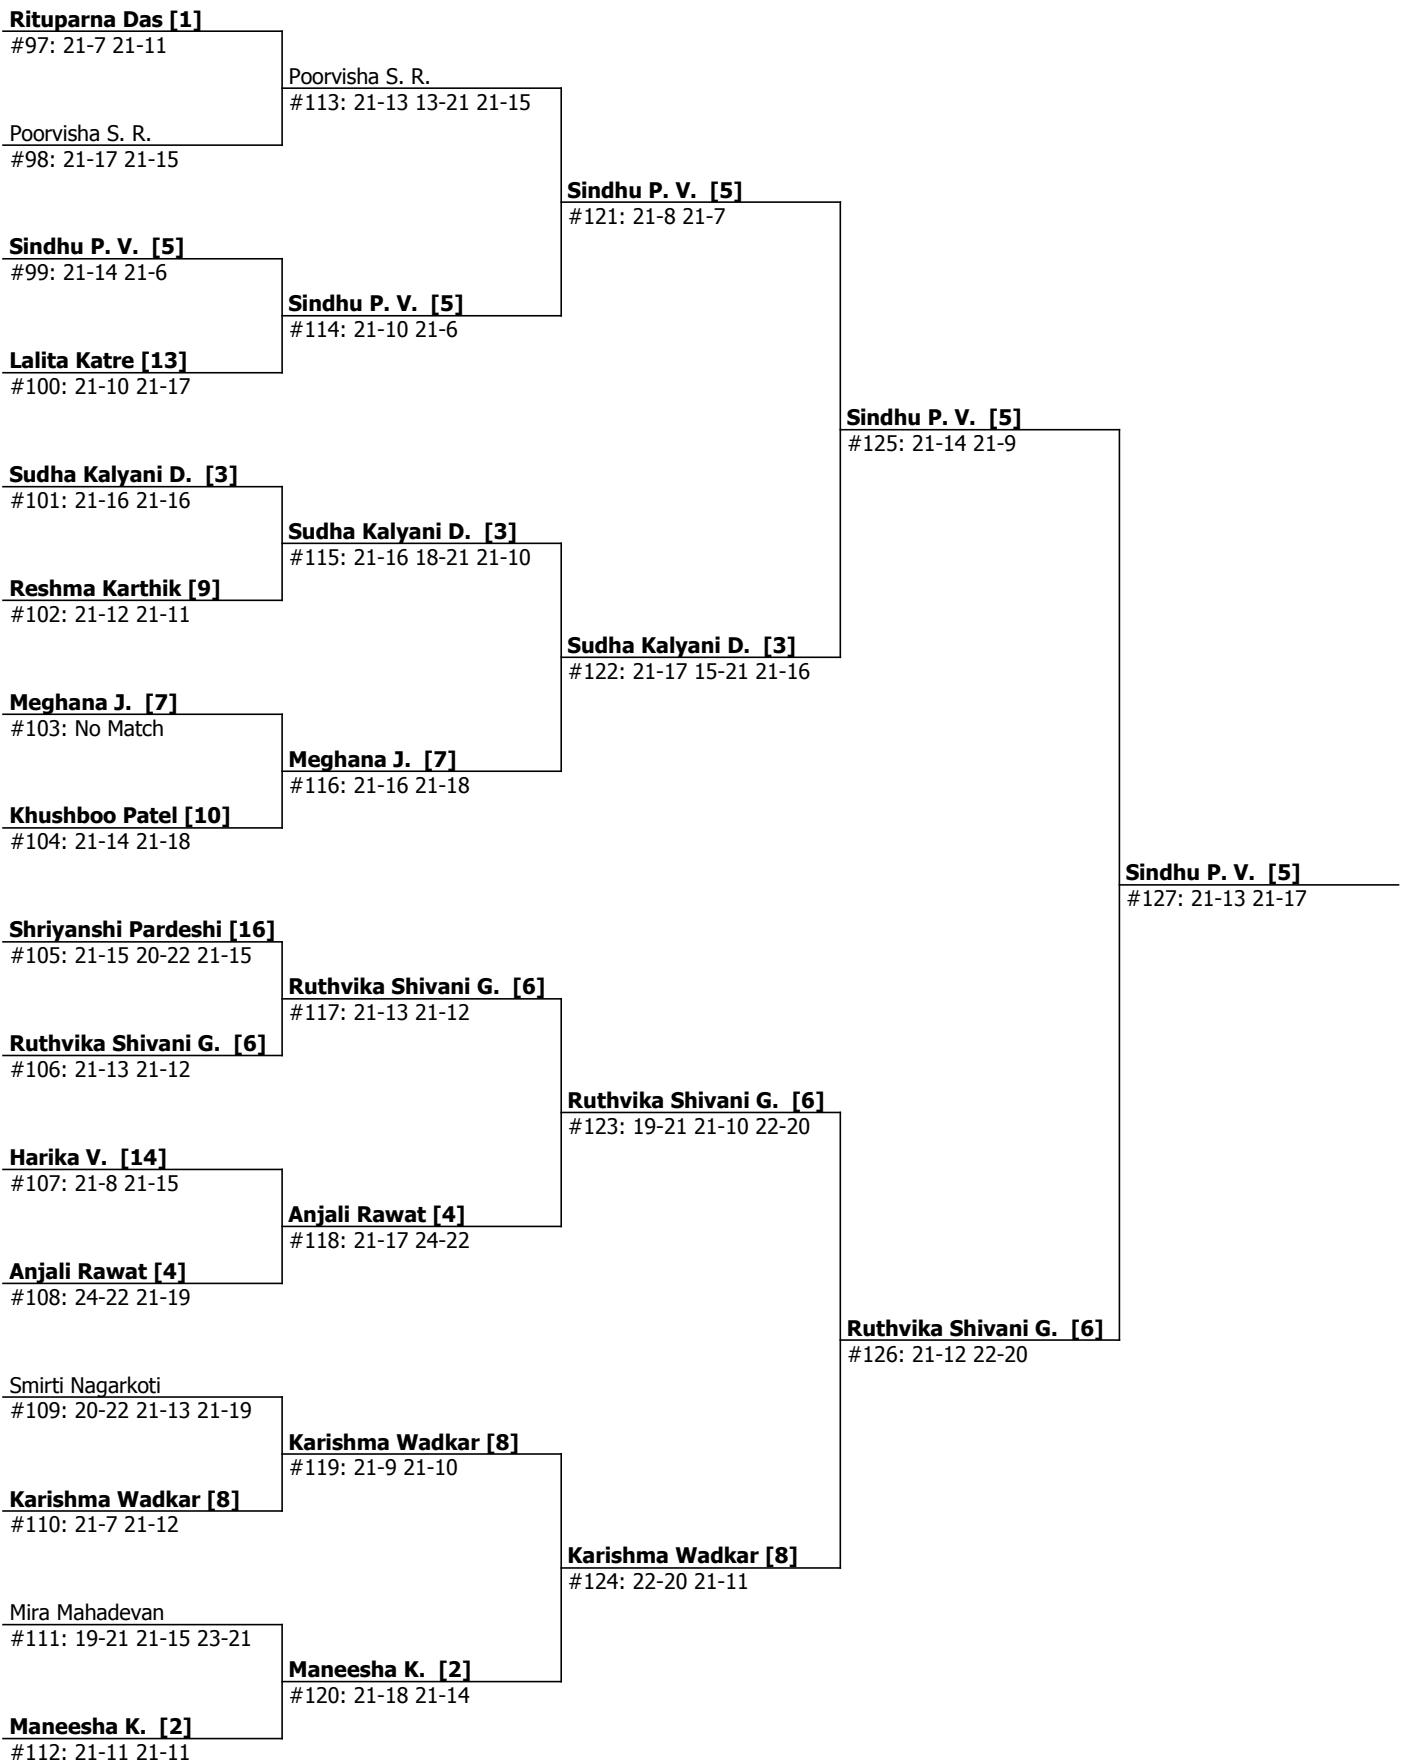 Rituparna Das [1]
#97: 21-7 21-11
Poorvisha S. R.
#113: 21-13 13-21 21-15
Poorvisha S. R.
#98: 21-17 21-15
Sindhu P. V. [5]
#121: 21-8 21-7
Sindhu P. V. [5]
#99: 21-14 21-6
Sindhu P. V. [5]
#114: 21-10 21-6
Lalita Katre [13]
#100: 21-10 21-17
Sindhu P. V. [5]
#125: 21-14 21-9
Sudha Kalyani D. [3]
#101: 21-16 21-16
Sudha Kalyani D. [3]
#115: 21-16 18-21 21-10
Reshma Karthik [9]
#102: 21-12 21-11
Sudha Kalyani D. [3]
#122: 21-17 15-21 21-16
Meghana J. [7]
#103: No Match
Meghana J. [7]
#116: 21-16 21-18
Khushboo Patel [10]
#104: 21-14 21-18
Sindhu P. V. [5]
#127: 21-13 21-17
Shriyanshi Pardeshi [16]
#105: 21-15 20-22 21-15
Ruthvika Shivani G. [6]
#117: 21-13 21-12
Ruthvika Shivani G. [6]
#106: 21-13 21-12
Ruthvika Shivani G. [6]
#123: 19-21 21-10 22-20
Harika V. [14]
#107: 21-8 21-15
Anjali Rawat [4]
#118: 21-17 24-22
Anjali Rawat [4]
#108: 24-22 21-19
Ruthvika Shivani G. [6]
#126: 21-12 22-20
Smirti Nagarkoti
#109: 20-22 21-13 21-19
Karishma Wadkar [8]
#119: 21-9 21-10
Karishma Wadkar [8]
#110: 21-7 21-12
Karishma Wadkar [8]
#124: 22-20 21-11
Mira Mahadevan
#111: 19-21 21-15 23-21
Maneesha K. [2]
#120: 21-18 21-14
Maneesha K. [2]
#112: 21-11 21-11